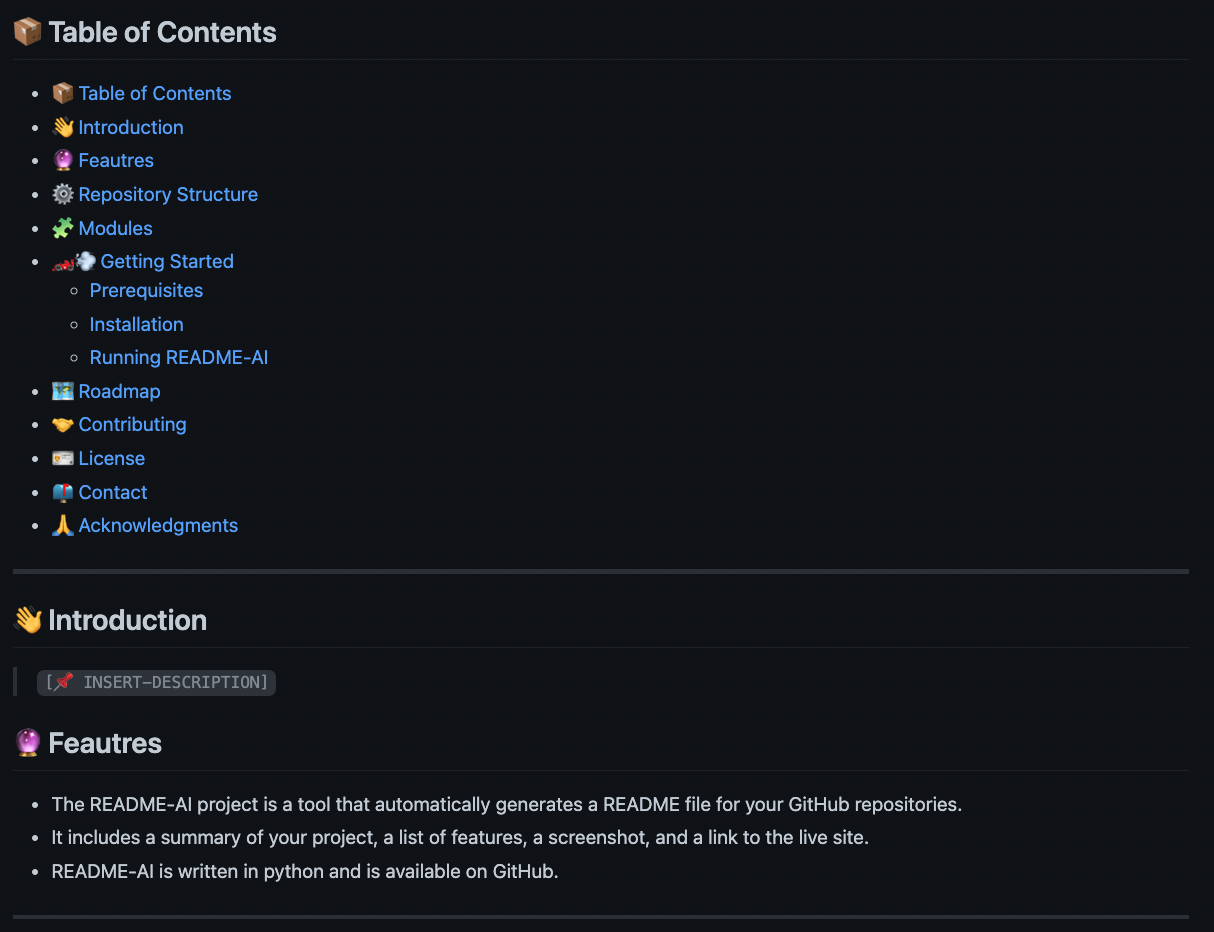 📦 Table of Contents
• 📦 Table of Contents
• 👋 Introduction
• 🔮 Feautres
• ⚙️ Repository Structure
• 🧩 Modules
• 🏎💨 Getting Started
◦ Prerequisites
◦ Installation
◦ Running README-AI
• 🗺 Roadmap
• 🤝 Contributing
• 🪪 License
• 📫 Contact
• 🙏 Acknowledgments
👋 Introduction
[📌 INSERT-DESCRIPTION]
🔮 Feautres
• The README-AI project is a tool that automatically generates a README file for your GitHub repositories.
• It includes a summary of your project, a list of features, a screenshot, and a link to the live site.
• README-AI is written in python and is available on GitHub.